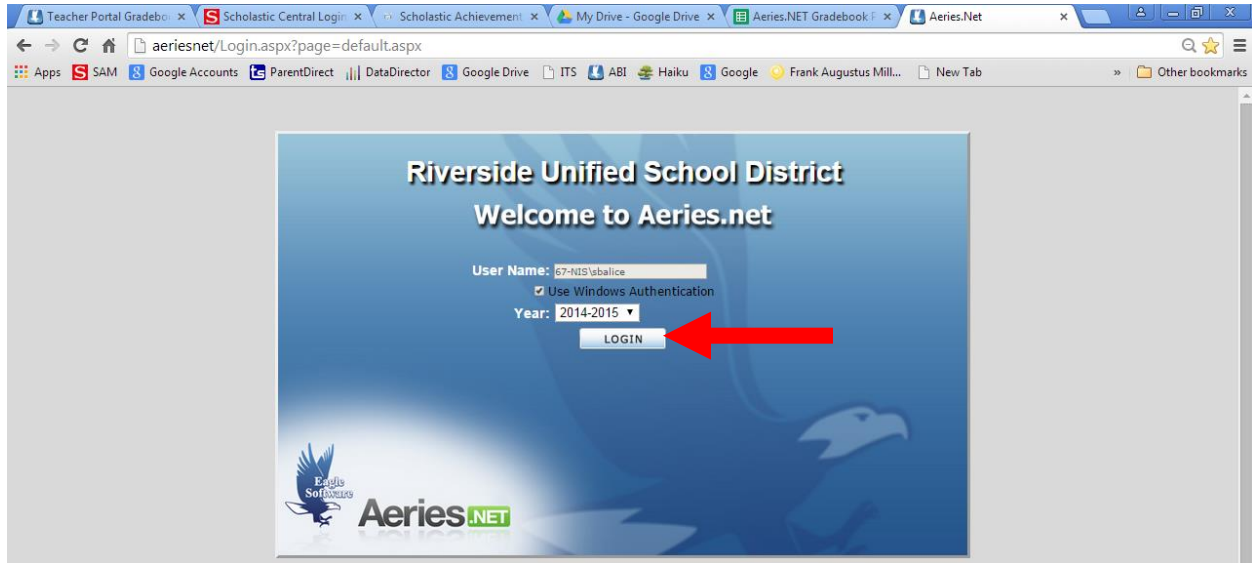 Teacher Portal Gradebo
Scholastic Central Login
Scholastic Achievement
My Drive - Google Drive
Aeries.NET Gradebook F
Aeries.Net
aeriesnet/Login.aspx?page=default.aspx
Apps SAM Google Accounts ParentDirect DataDirector Google Drive ITS ABI Haiku Google Frank Augustus Mill... New Tab » Other bookmarks
Riverside Unified School District
Welcome to Aeries.net
User Name: 67-NIS\sbalice
Use Windows Authentication
Year: 2014-2015
LOGIN
Eagle
Software
Aeries.NET